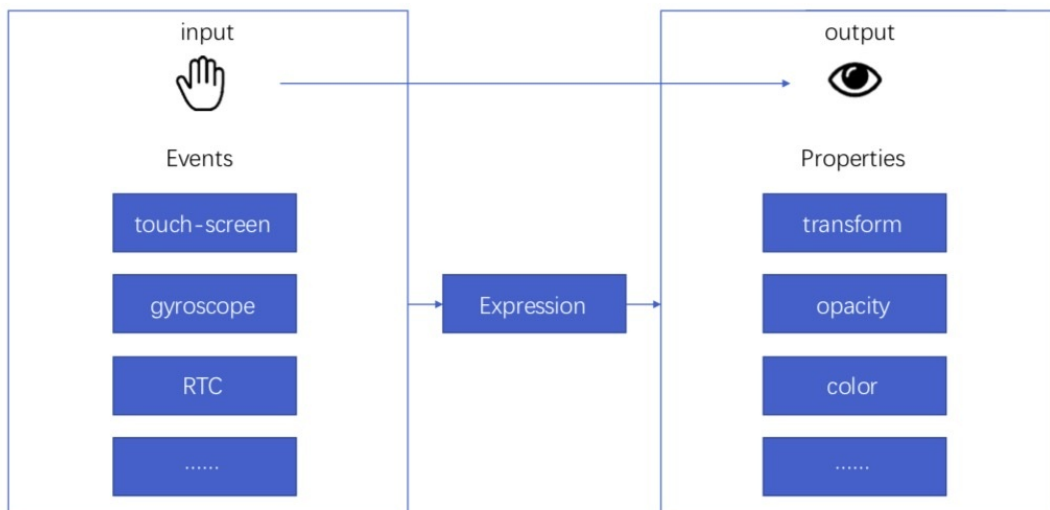 input
Events
touch-screen
gyroscope
RTC
······
Expression
output
Properties
transform
opacity
color
······